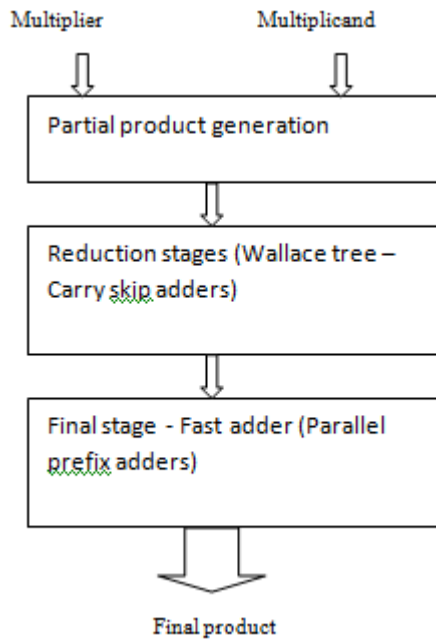 Multiplier Multiplicand
Partial product generation
Reduction stages (Wallace tree –
Carry skip adders)
Final stage - Fast adder (Parallel
prefix adders)
Final product